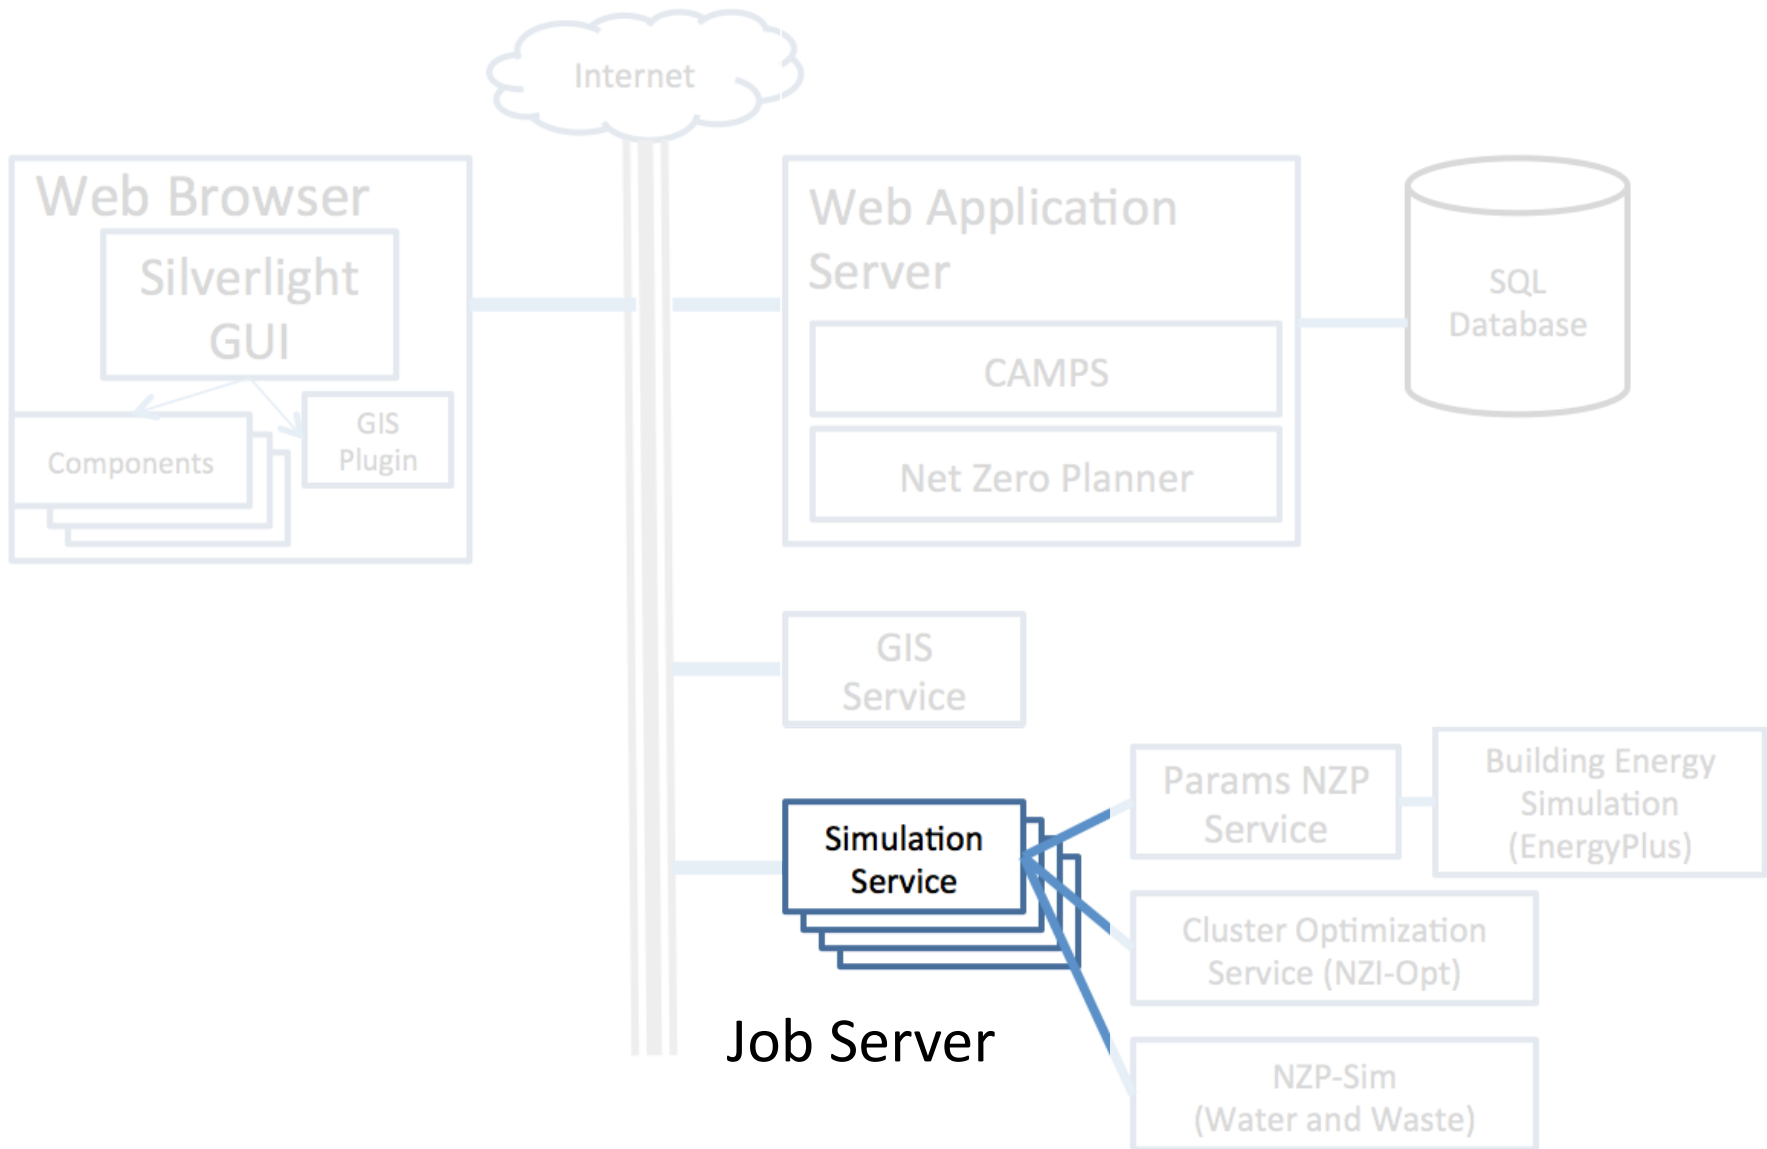 Internet
Web Browser
Silverlight
GUI
Components
GIS
Plugin
Web Application
Server
CAMPS
Net Zero Planner
SQL
Database
GIS
Service
Simulation
Service
Job Server
Params NZP
Service
Building Energy
Simulation
(EnergyPlus)
Cluster Optimization
Service (NZI-Opt)
NZP-Sim
(Water and Waste)